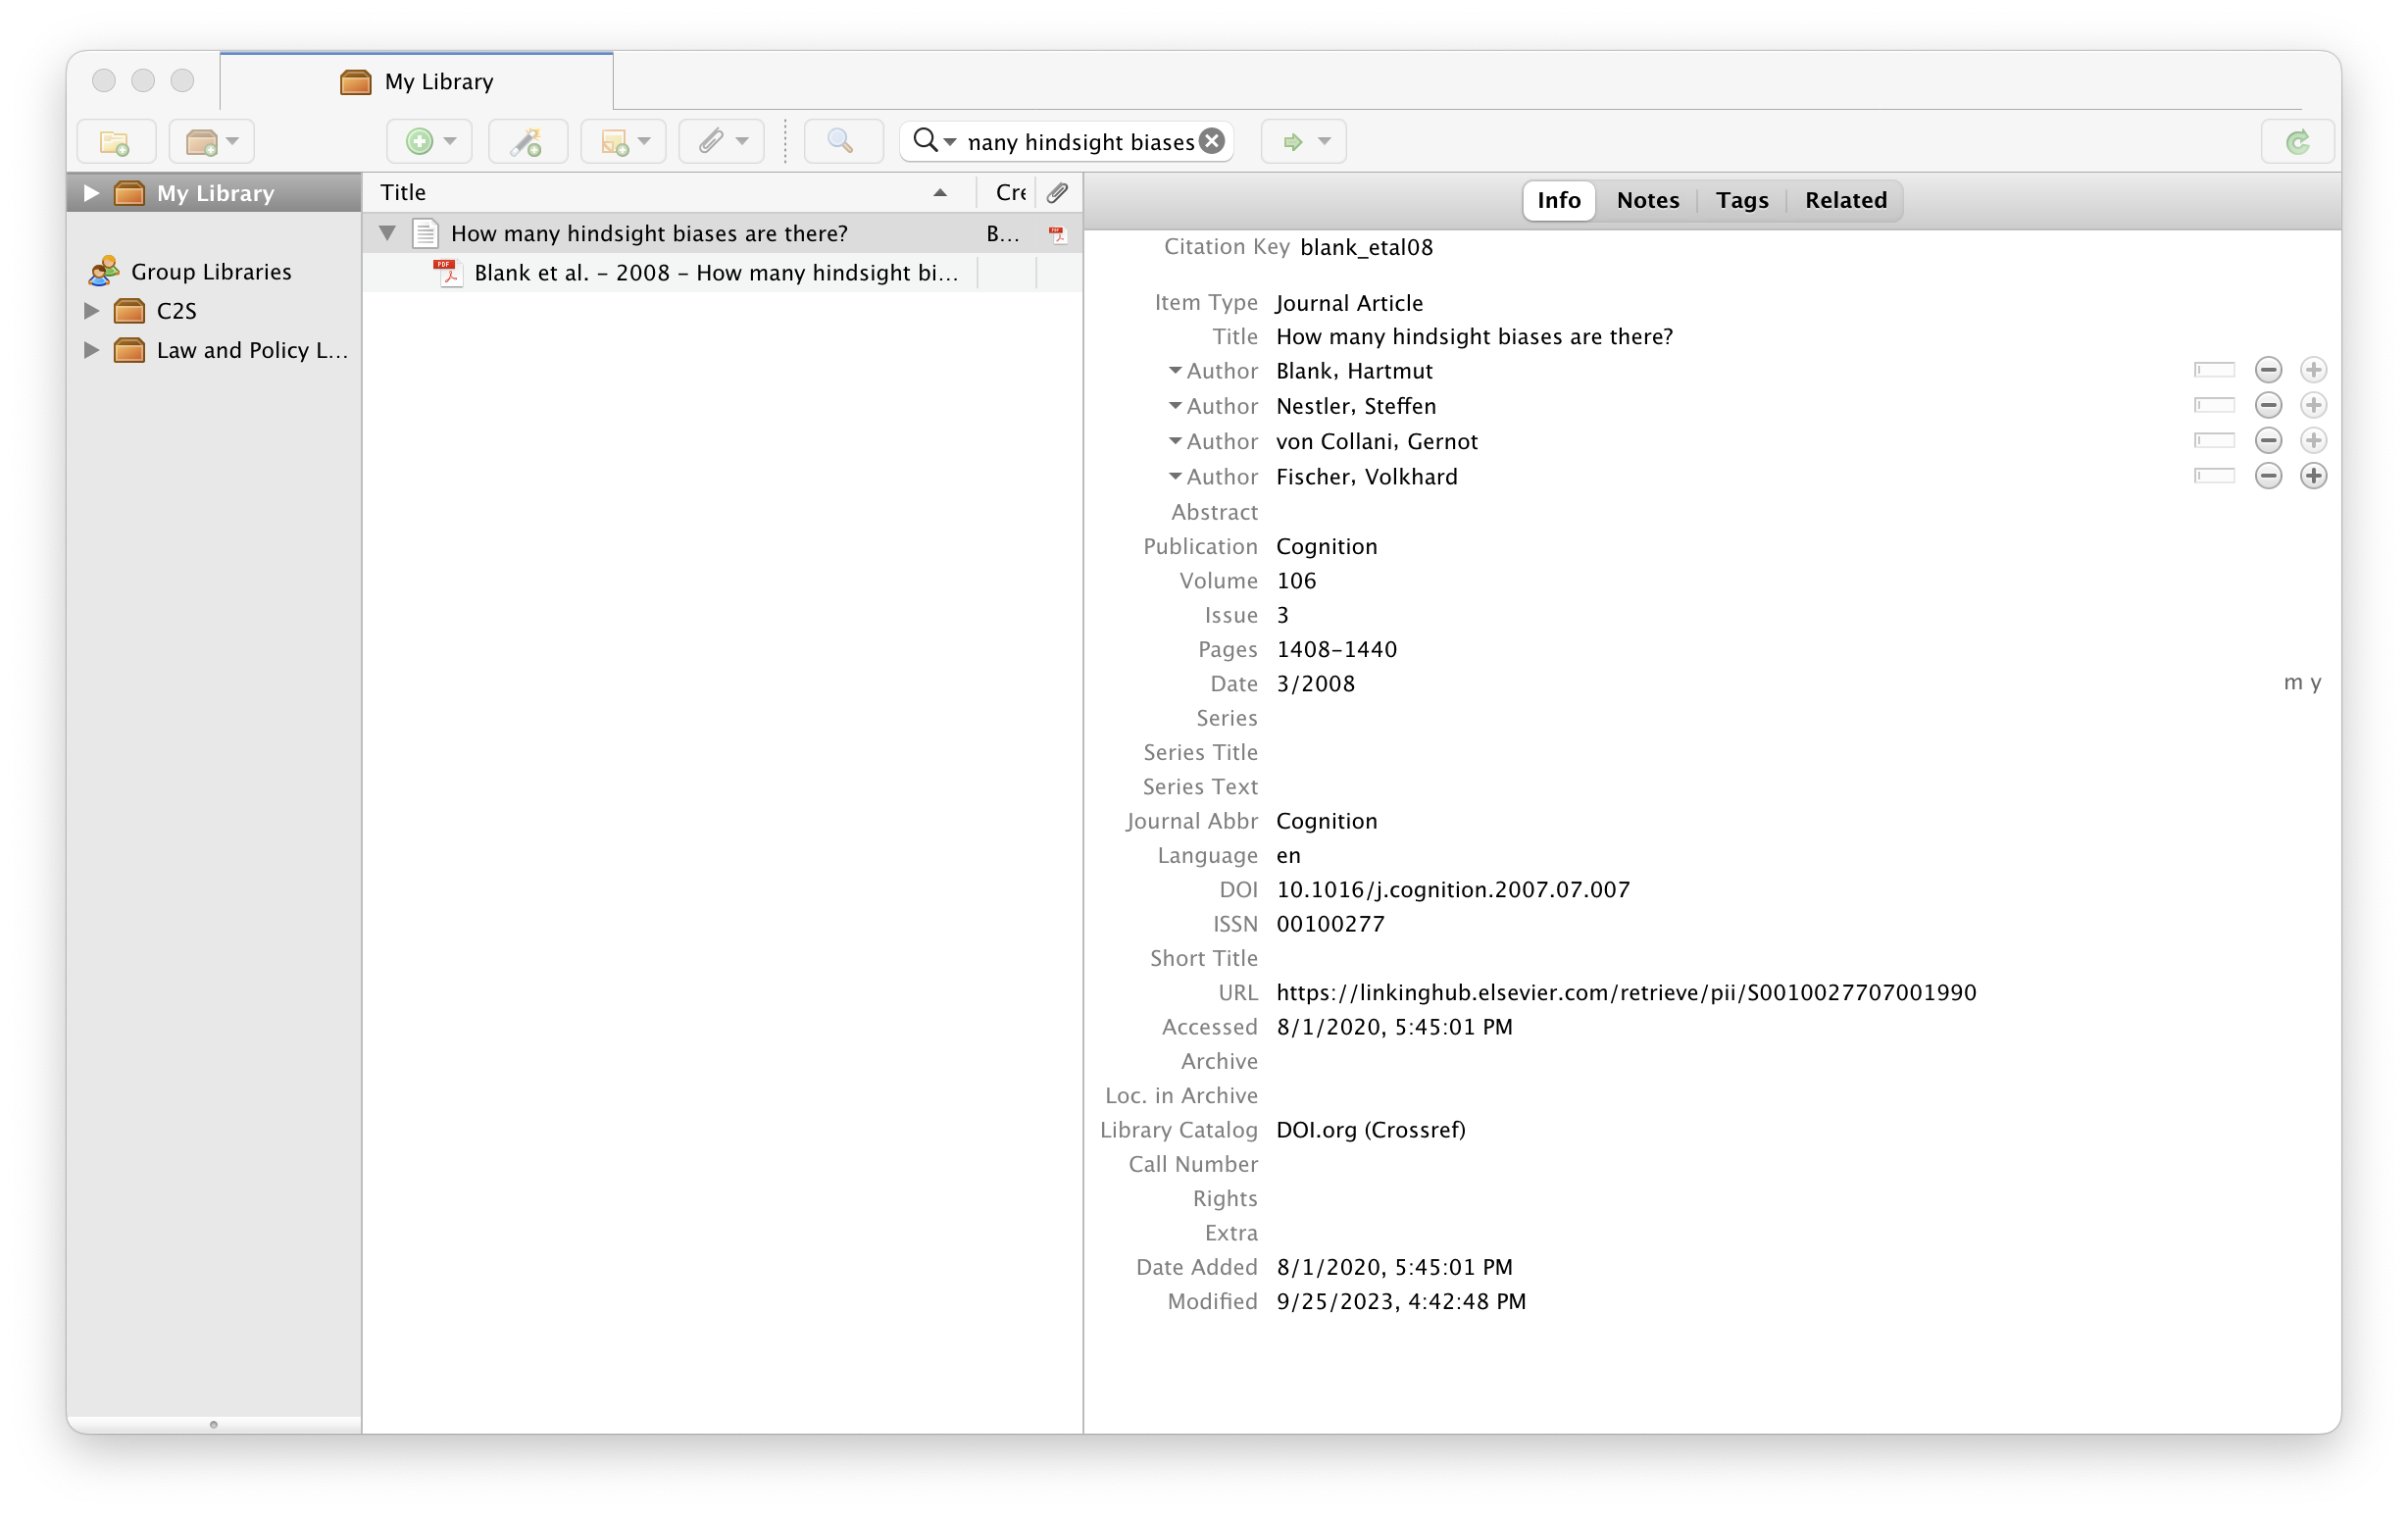 My Library
many hindsight biases
My Library
Group Libraries
C2S
Law and Policy L...
Title Cre
How many hindsight biases are there? B...
PDF Blank et al. - 2008 - How many hindsight bi...
Info Notes Tags Related
Citation Key blank_etal08
Item Type Journal Article
Title How many hindsight biases are there?
Author Blank, Hartmut
Author Nestler, Steffen
Author von Collani, Gernot
Author Fischer, Volkhard
Abstract
Publication Cognition
Volume 106
Issue 3
Pages 1408–1440
Date 3/2008 m y
Series
Series Title
Series Text
Journal Abbr Cognition
Language en
DOI 10.1016/j.cognition.2007.07.007
ISSN 00100277
Short Title
URL https://linkinghub.elsevier.com/retrieve/pii/S0010027707001990
Accessed 8/1/2020, 5:45:01 PM
Archive
Loc. in Archive
Library Catalog DOI.org (Crossref)
Call Number
Rights
Extra
Date Added 8/1/2020, 5:45:01 PM
Modified 9/25/2023, 4:42:48 PM